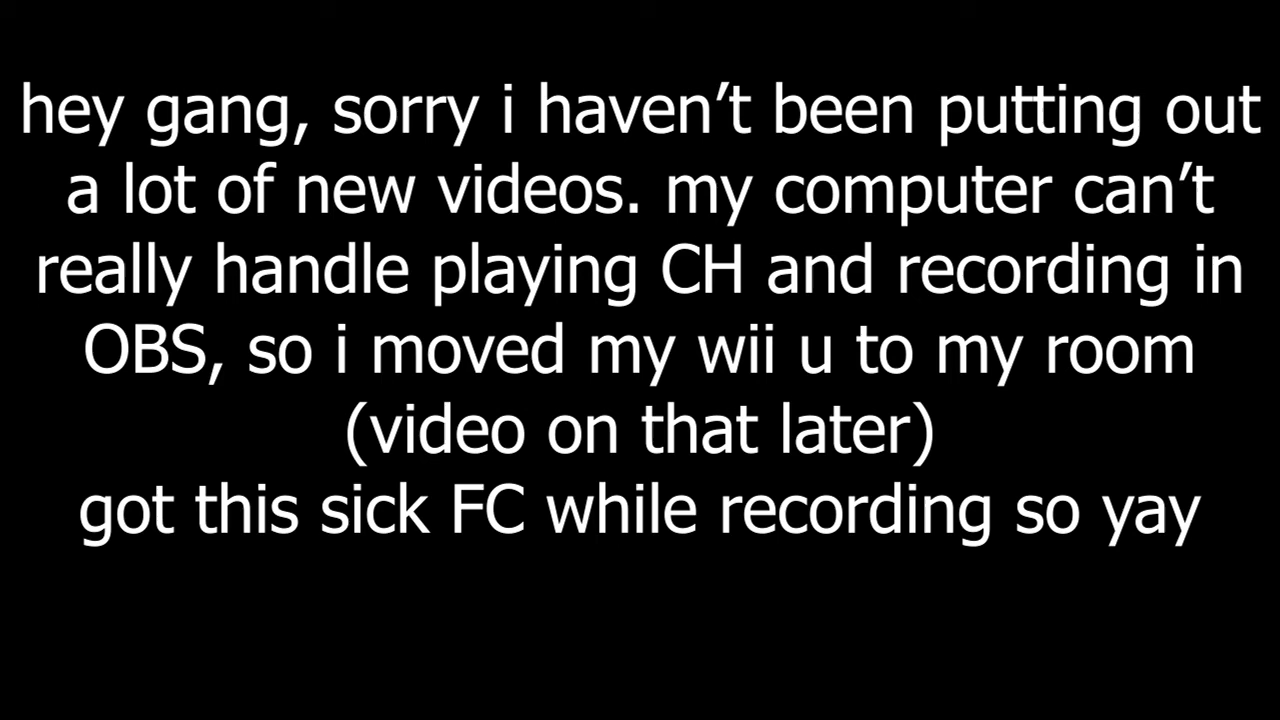 hey gang, sorry i haven’t been putting out
a lot of new videos. my computer can’t
really handle playing CH and recording in
OBS, so i moved my wii u to my room
(video on that later)
got this sick FC while recording so yay